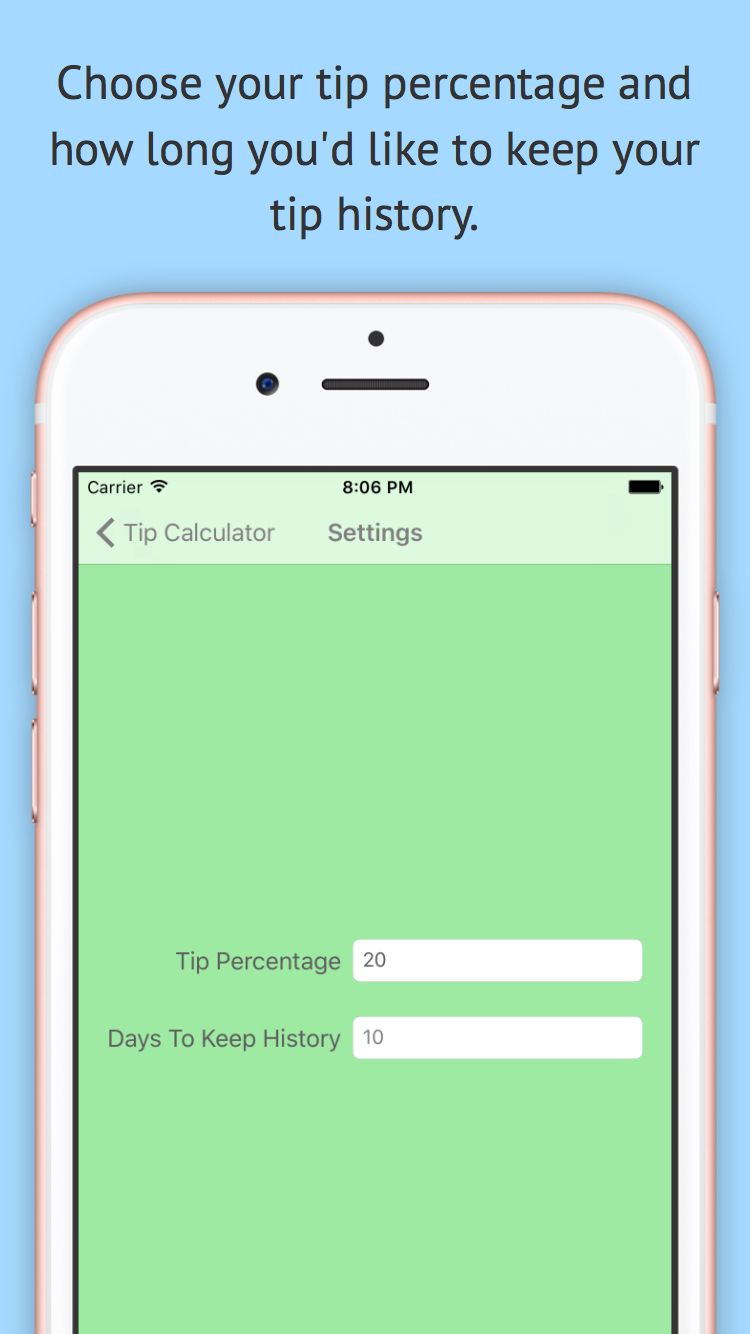 Choose your tip percentage and
how long you'd like to keep your
tip history.
Carrier 8:06 PM
Tip Calculator Settings
Tip Percentage 20
Days To Keep History 10